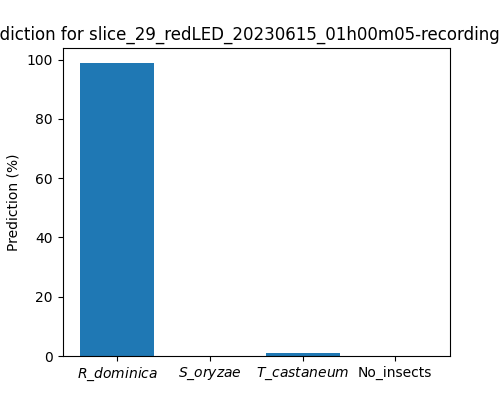 diction for slice_29_redLED_20230615_01h00m05-recording
100
80
60
40
20
0
Prediction (%)
R_dominica S_oryzae T_castaneum No_insects